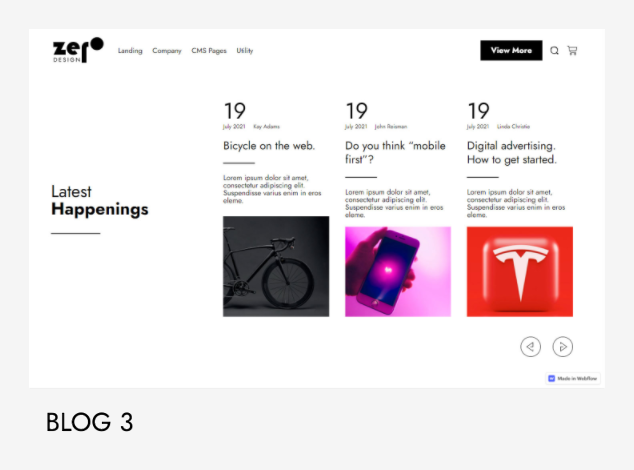 zero
DESIGN
Landing Company CMS Pages Utility
View More
Latest
Happenings
19
July 2021 Kay Adams
Bicycle on the web.
Lorem ipsum dolor sit amet,
consectetur adipiscing elit.
Suspendisse varius enim in eros
eleme.
19
July 2021 John Reisman
Do you think “mobile
first”?
Lorem ipsum dolor sit amet,
consectetur adipiscing elit.
Suspendisse varius enim in eros
eleme.
19
July 2021 Linda Christie
Digital advertising.
How to get started.
Lorem ipsum dolor sit amet,
consectetur adipiscing elit.
Suspendisse varius enim in eros
eleme.
Made in Webflow
BLOG 3